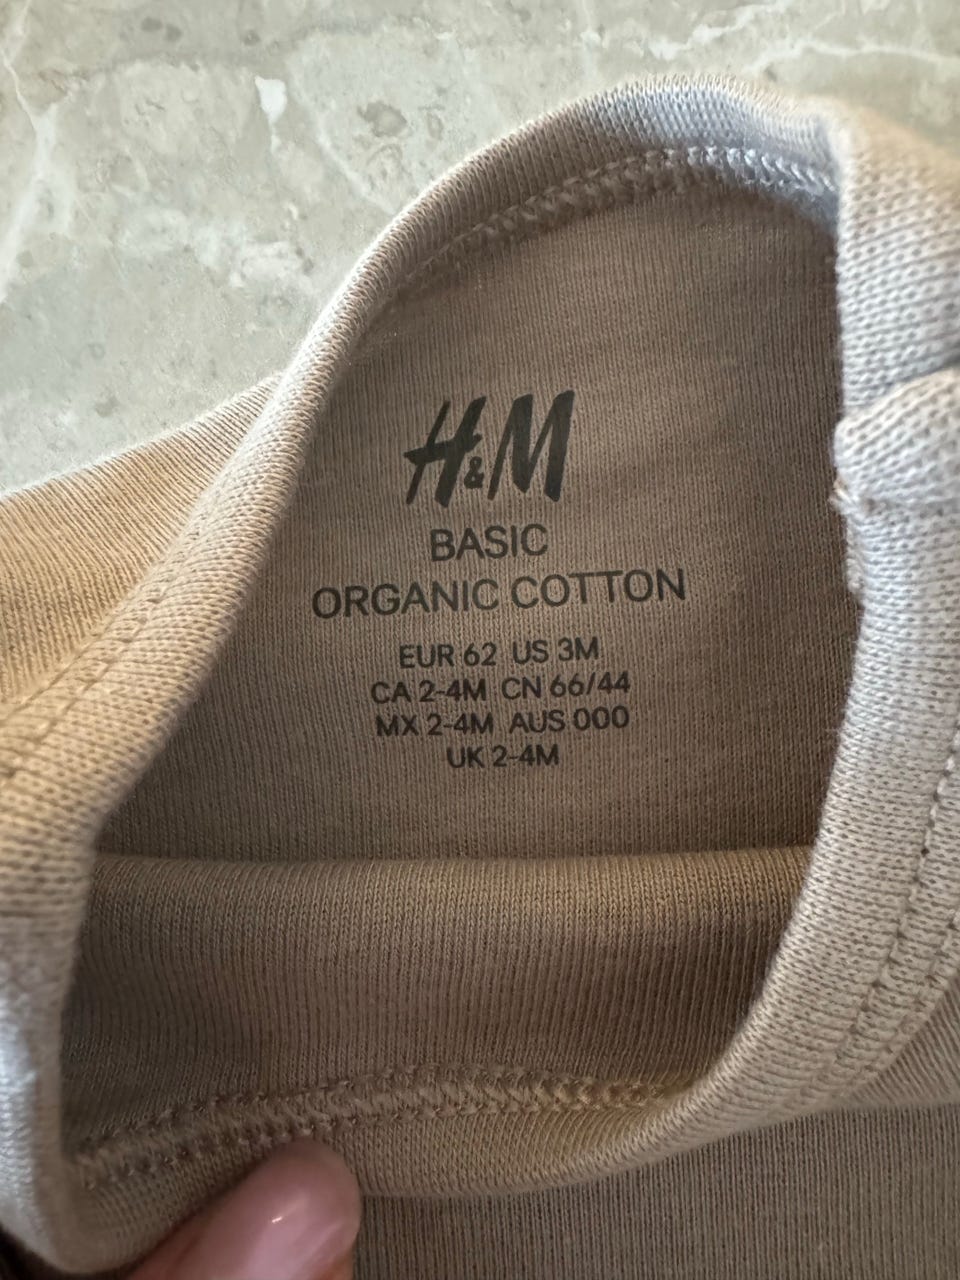 H&M
BASIC
ORGANIC COTTON
EUR 62 US 3M
CA 2-4M CN 66/44
MX 2-4M AUS 000
UK 2-4M